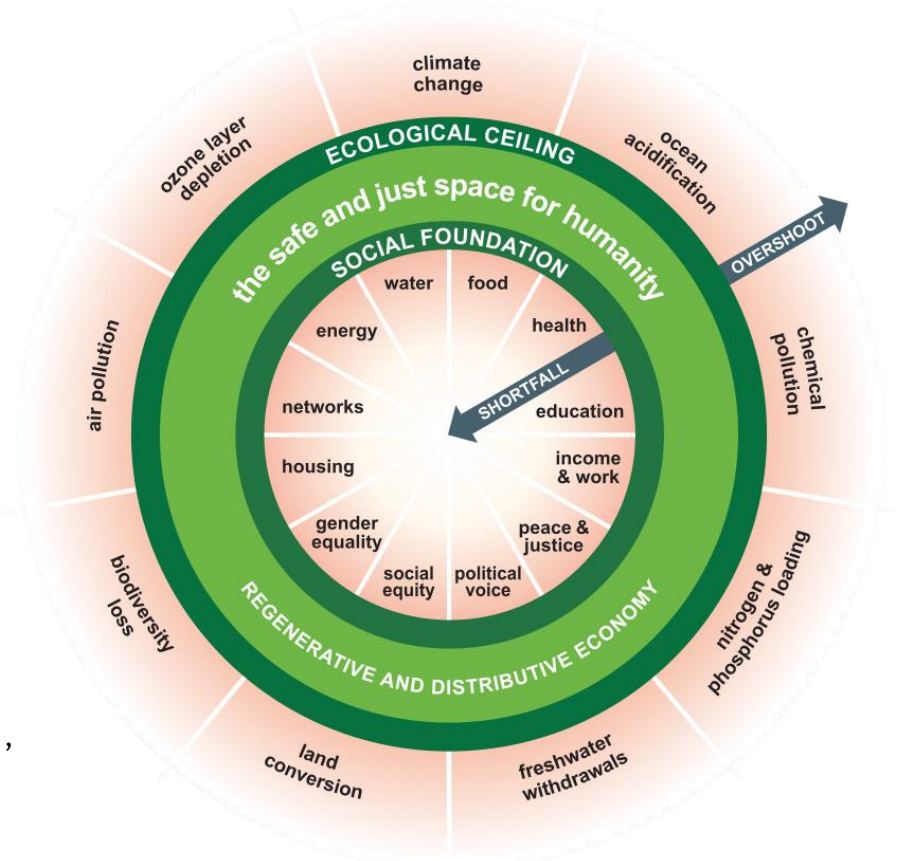 climate
change
ocean
acidification
OVERSHOOT
chemical
pollution
nitrogen &
phosphorus loading
freshwater
withdrawals
land
conversion
biodiversity
loss
air pollution
ozone layer
depletion
ECOLOGICAL CEILING
the safe and just space for humanity
SOCIAL FOUNDATION
water
food
health
SHORTFALL
education
income
& work
peace &
justice
political
voice
social
equity
gender
equality
housing
networks
energy
REGENERATIVE AND DISTRIBUTIVE ECONOMY
,